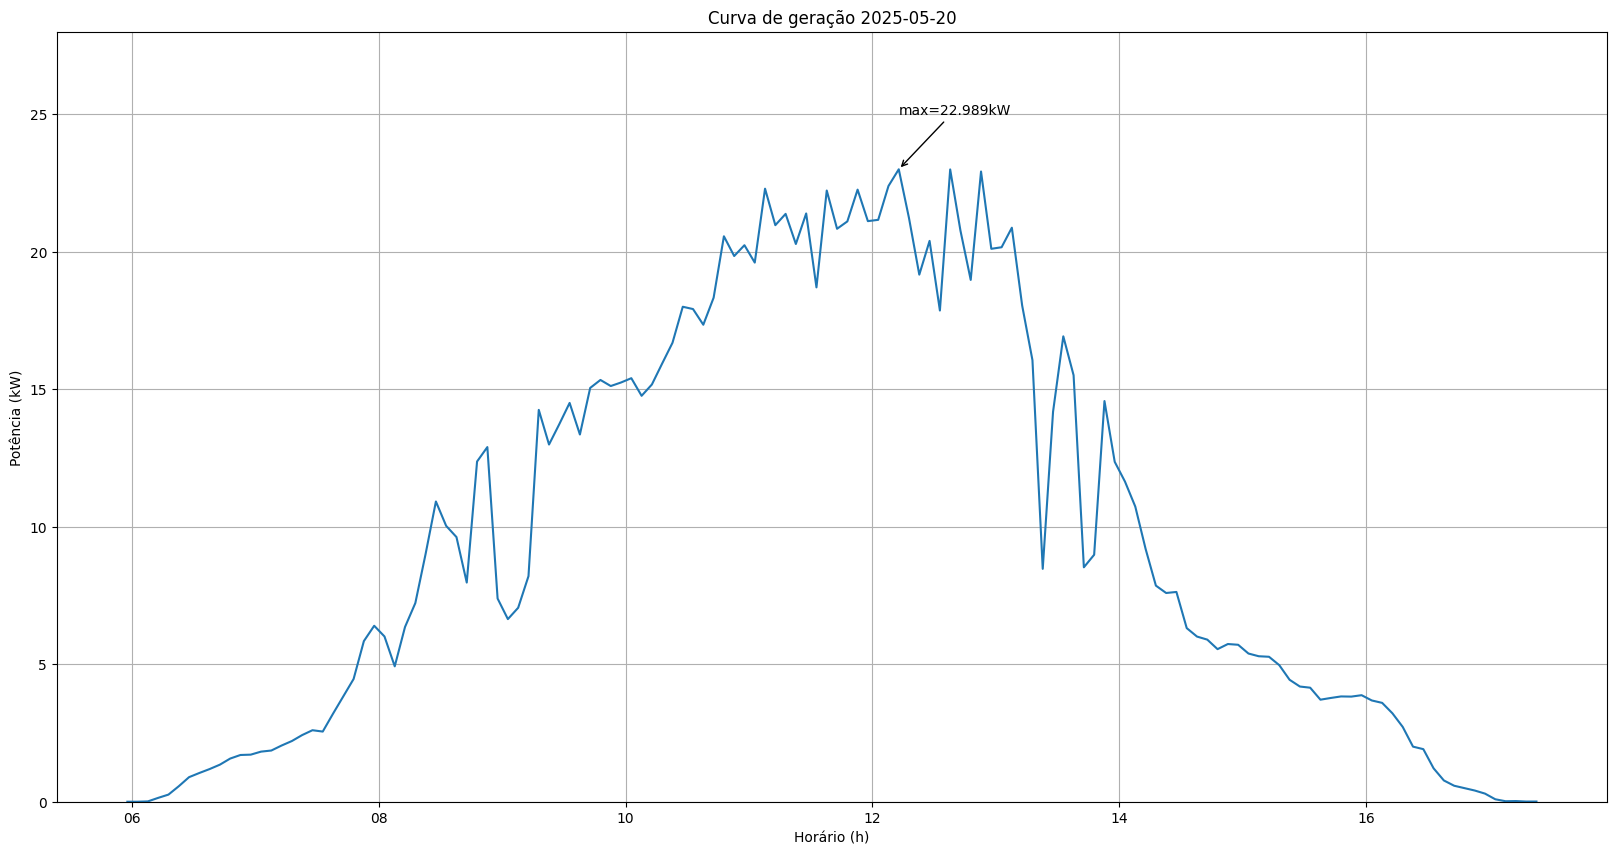 Curva de geração 2025-05-20
max=22.989kW
25
20
15
10
5
0
Potência (kW)
06 08 10 12 14 16
Horário (h)